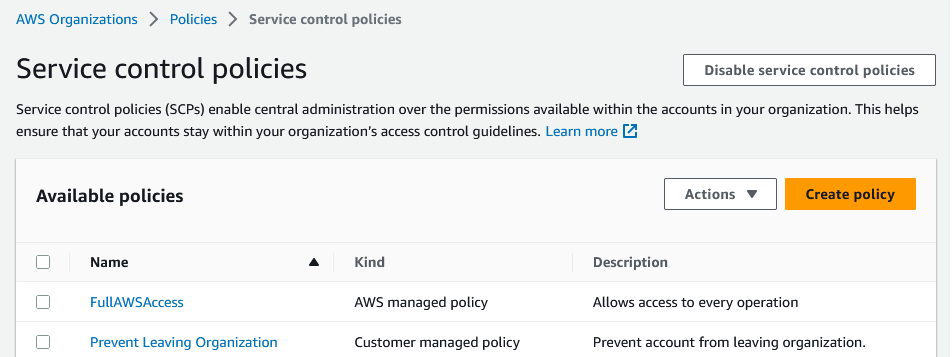 AWS Organizations > Policies > Service control policies
Service control policies
Disable service control policies
Service control policies (SCPs) enable central administration over the permissions available within the accounts in your organization. This helps
ensure that your accounts stay within your organization's access control guidelines. Learn more
Available policies
Actions
Create policy
Name Kind Description
FullAWSAccess AWS managed policy Allows access to every operation
Prevent Leaving Organization Customer managed policy Prevent account from leaving organization.